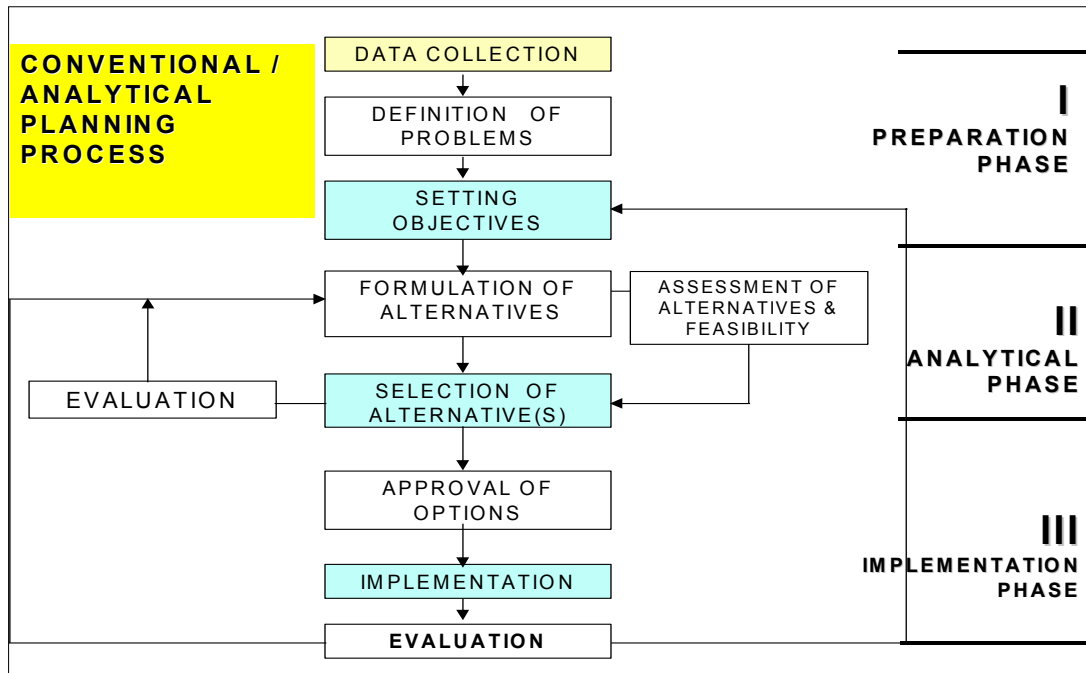 CONVENTIONAL /
ANALYTICAL
PLANNING
PROCESS
DATA COLLECTION
DEFINITION OF
PROBLEMS
SETTING
OBJECTIVES
FORMULATION OF
ALTERNATIVES
ASSESSMENT OF
ALTERNATIVES &
FEASIBILITY
EVALUATION
SELECTION OF
ALTERNATIVE(S)
APPROVAL OF
OPTIONS
IMPLEMENTATION
EVALUATION
I
PREPARATION
PHASE
II
ANALYTICAL
PHASE
III
IMPLEMENTATION
PHASE